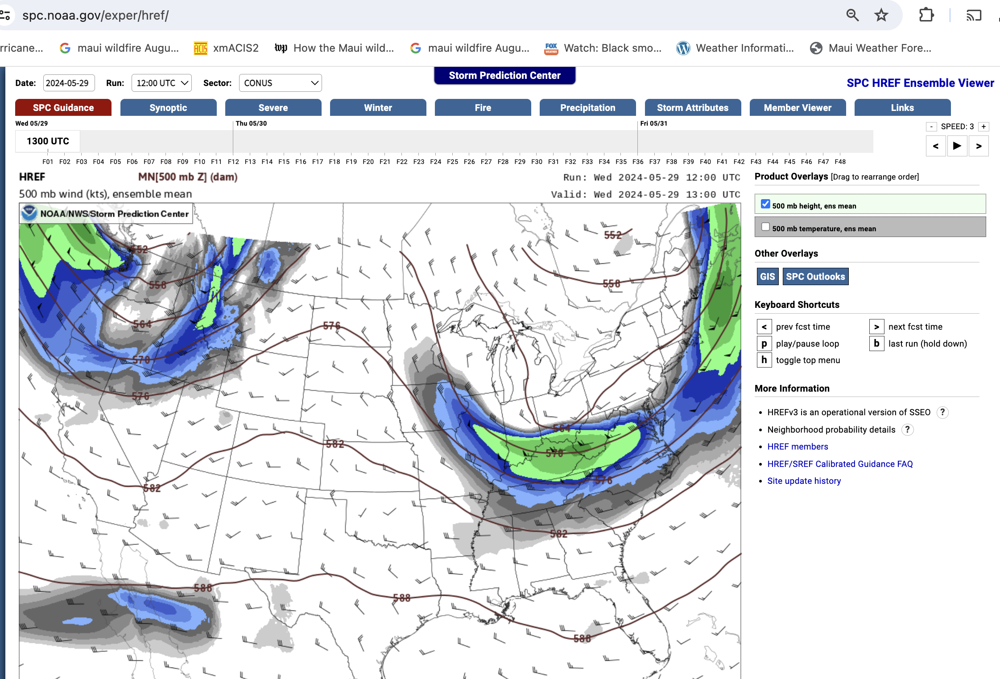 spc.noaa.gov/exper/href/
rricane... maui wildfire Augu... ACIS xmACIS2 wp How the Maui wild... maui wildfire Augu... FOX WEATHER Watch: Black smo... Weather Informati... Maui Weather Fore...
Storm Prediction Center
Date: 2024-05-29 Run: 12:00 UTC Sector: CONUS
SPC HREF Ensemble Viewer
SPC Guidance Synoptic Severe Winter Fire Precipitation Storm Attributes Member Viewer Links
Wed 05/29 Thu 05/30 Fri 05/31
- SPEED: 3 +
1300 UTC
< ▶ >
F01 F02 F03 F04 F05 F06 F07 F08 F09 F10 F11 F12 F13 F14 F15 F16 F17 F18 F19 F20 F21 F22 F23 F24 F25 F26 F27 F28 F29 F30 F31 F32 F33 F34 F35 F36 F37 F38 F39 F40 F41 F42 F43 F44 F45 F46 F47 F48
HREF MN[500 mb Z] (dam) Run: Wed 2024-05-29 12:00 UTC
500 mb wind (kts), ensemble mean Valid: Wed 2024-05-29 13:00 UTC
NOAA/NWS/Storm Prediction Center
552
552
558
558
564
576
570
576
564
582
570
576
582
582
588
588
588
Product Overlays [Drag to rearrange order]
500 mb height, ens mean
500 mb temperature, ens mean
Other Overlays
GIS SPC Outlooks
Keyboard Shortcuts
< prev fcst time > next fcst time
p play/pause loop b last run (hold down)
h toggle top menu
More Information
• HREFv3 is an operational version of SSEO ?
• Neighborhood probability details ?
• HREF members
• HREF/SREF Calibrated Guidance FAQ
• Site update history